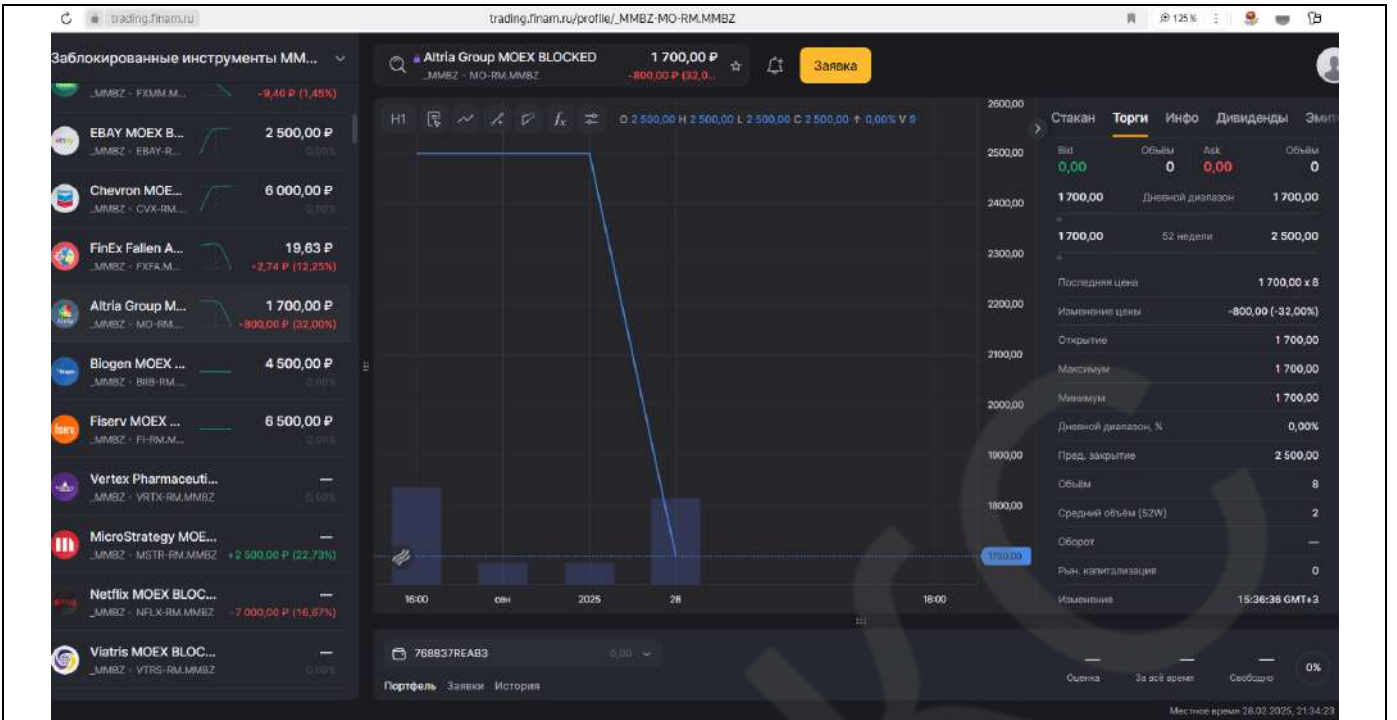 trading.finam.ru
trading.finam.ru/profile/_MMBZ-MO-RM.MMBZ
125 %
Заблокированные инструменты MM...
_MMBZ • FXMM.M...
-9,40 ₽ (1,45%)
EBAY MOEX B...
2 500,00 ₽
_MMBZ • EBAY-R...
0,00%
Chevron MOE...
6 000,00 ₽
_MMBZ • CVX-RM....
0,00%
FinEx Fallen A...
19,63 ₽
_MMBZ • FXFA.M...
-2,74 ₽ (12,25%)
Altria Group M...
1 700,00 ₽
_MMBZ • MO-RM....
-800,00 ₽ (32,00%)
Biogen MOEX ...
4 500,00 ₽
_MMBZ • BIIB-RM....
0,00%
Fiserv MOEX ...
6 500,00 ₽
_MMBZ • FI-RM.M...
0,00%
Vertex Pharmaceuti...
—
_MMBZ • VRTX-RM.MMBZ
0,00%
MicroStrategy MOE...
—
_MMBZ • MSTR-RM.MMBZ
+2 500,00 ₽ (22,73%)
Netflix MOEX BLOC...
—
_MMBZ • NFLX-RM.MMBZ
-7 000,00 ₽ (16,67%)
Viatris MOEX BLOC...
—
_MMBZ • VTRS-RM.MMBZ
Altria Group MOEX BLOCKED
1 700,00 ₽
_MMBZ • MO-RM.MMBZ
-800,00 ₽ (32,0...
Заявка
H1
O 2 500,00 H 2 500,00 L 2 500,00 C 2 500,00 ↑ 0,00% V 9
2600,00
2500,00
2400,00
2300,00
2200,00
2100,00
2000,00
1900,00
1800,00
1700,00
16:00
сен
2025
28
18:00
768837REAB3
0,00
Портфель Заявки История
Стакан Торги Инфо Дивиденды Эмит
Bid Объём Ask Объём
0,00 0 0,00 0
1 700,00 Дневной диапазон 1 700,00
1 700,00 52 недели 2 500,00
Последняя цена 1 700,00 x 8
Изменение цены -800,00 (-32,00%)
Открытие 1 700,00
Максимум 1 700,00
Минимум 1 700,00
Дневной диапазон, % 0,00%
Пред. закрытие 2 500,00
Объём 8
Средний объём (52W) 2
Оборот —
Рын. капитализация 0
Изменение 15:36:36 GMT+3
— — —
Оценка За всё время Свободно
0%
Местное время 28.02.2025, 21:34:23